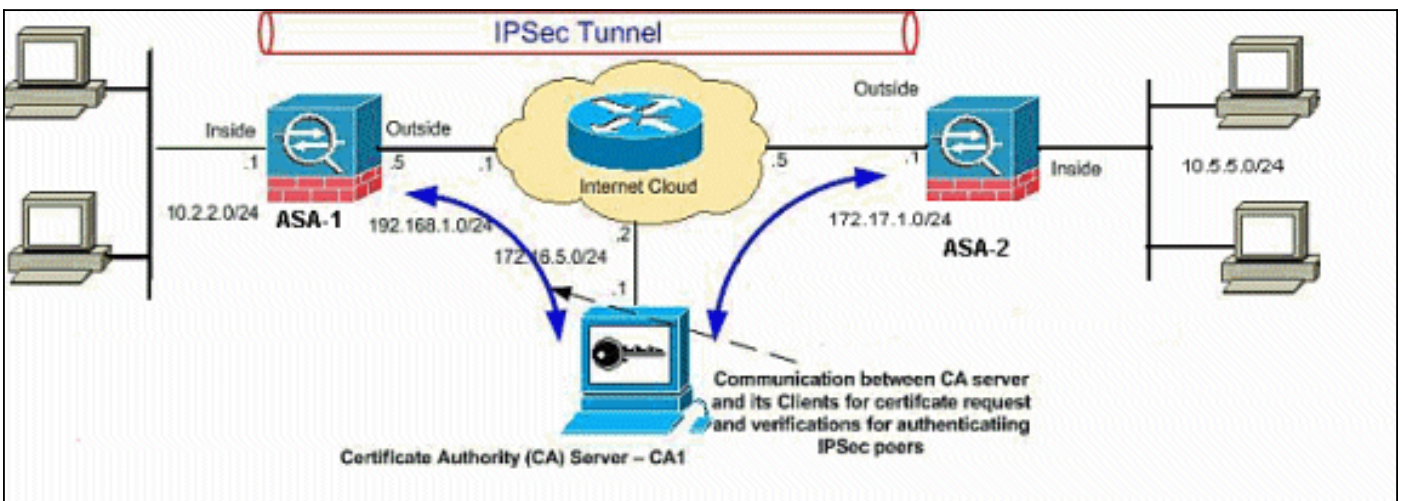 IPSec Tunnel
Outside
Inside
Outside
.1
.5
.1
Internet Cloud
.5
.1
Inside
10.5.5.0/24
10.2.2.0/24
ASA-1
192.168.1.0/24
172.16.5.0/24
.2
172.17.1.0/24
ASA-2
.1
Communication between CA server
and its Clients for certifcate request
and verifications for authenticatiing
IPSec peers
Certificate Authority (CA) Server – CA1